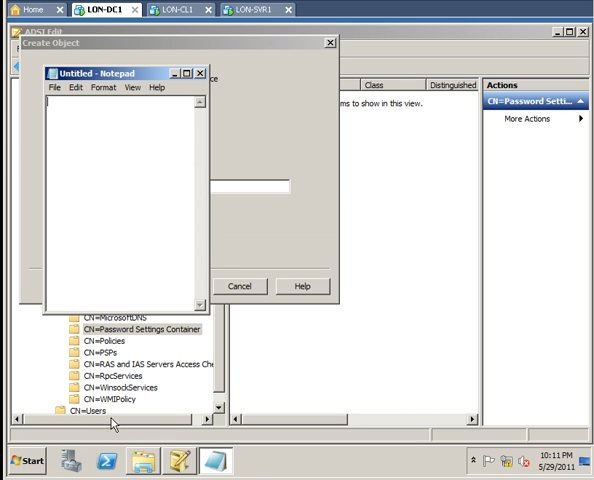 Home
LON-DC1
LON-CL1
LON-SVR1
ADSI Edit
Create Object
Untitled - Notepad
File Edit Format View Help
Class
Distinguished
ms to show in this view.
Actions
CN=Password Setti...
More Actions
Cancel
Help
CN=MicrosoftDNS
CN=Password Settings Container
CN=Policies
CN=PSPs
CN=RAS and IAS Servers Access Che
CN=RpcServices
CN=WinsockServices
CN=WMIPolicy
CN=Users
Start
10:11 PM
5/29/2011